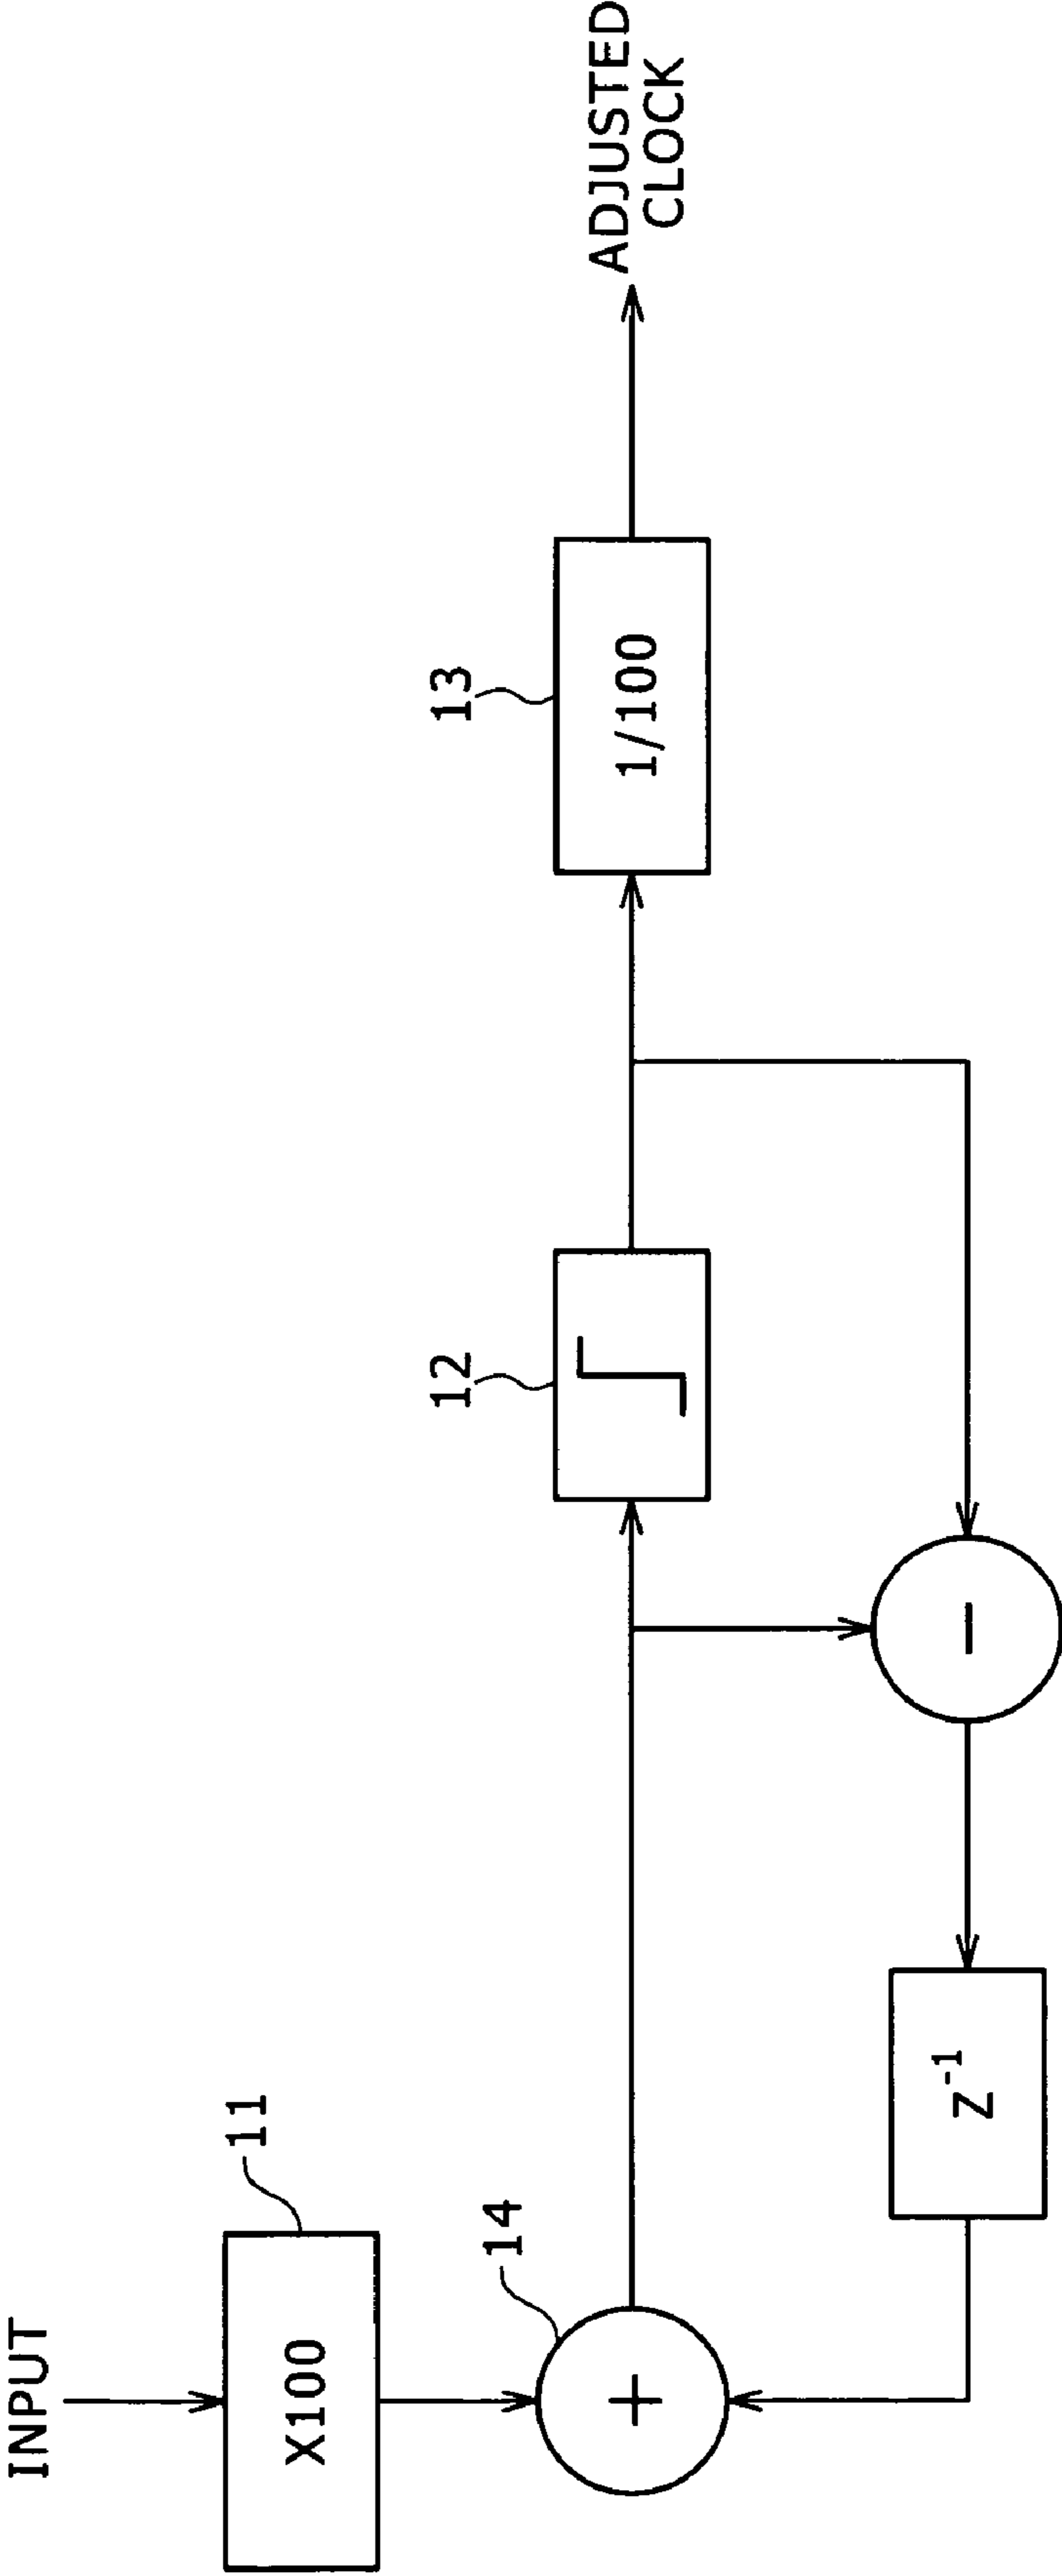 INPUT
X100
11
14
+
12
13
1/100
ADJUSTED
CLOCK
−
Z⁻¹